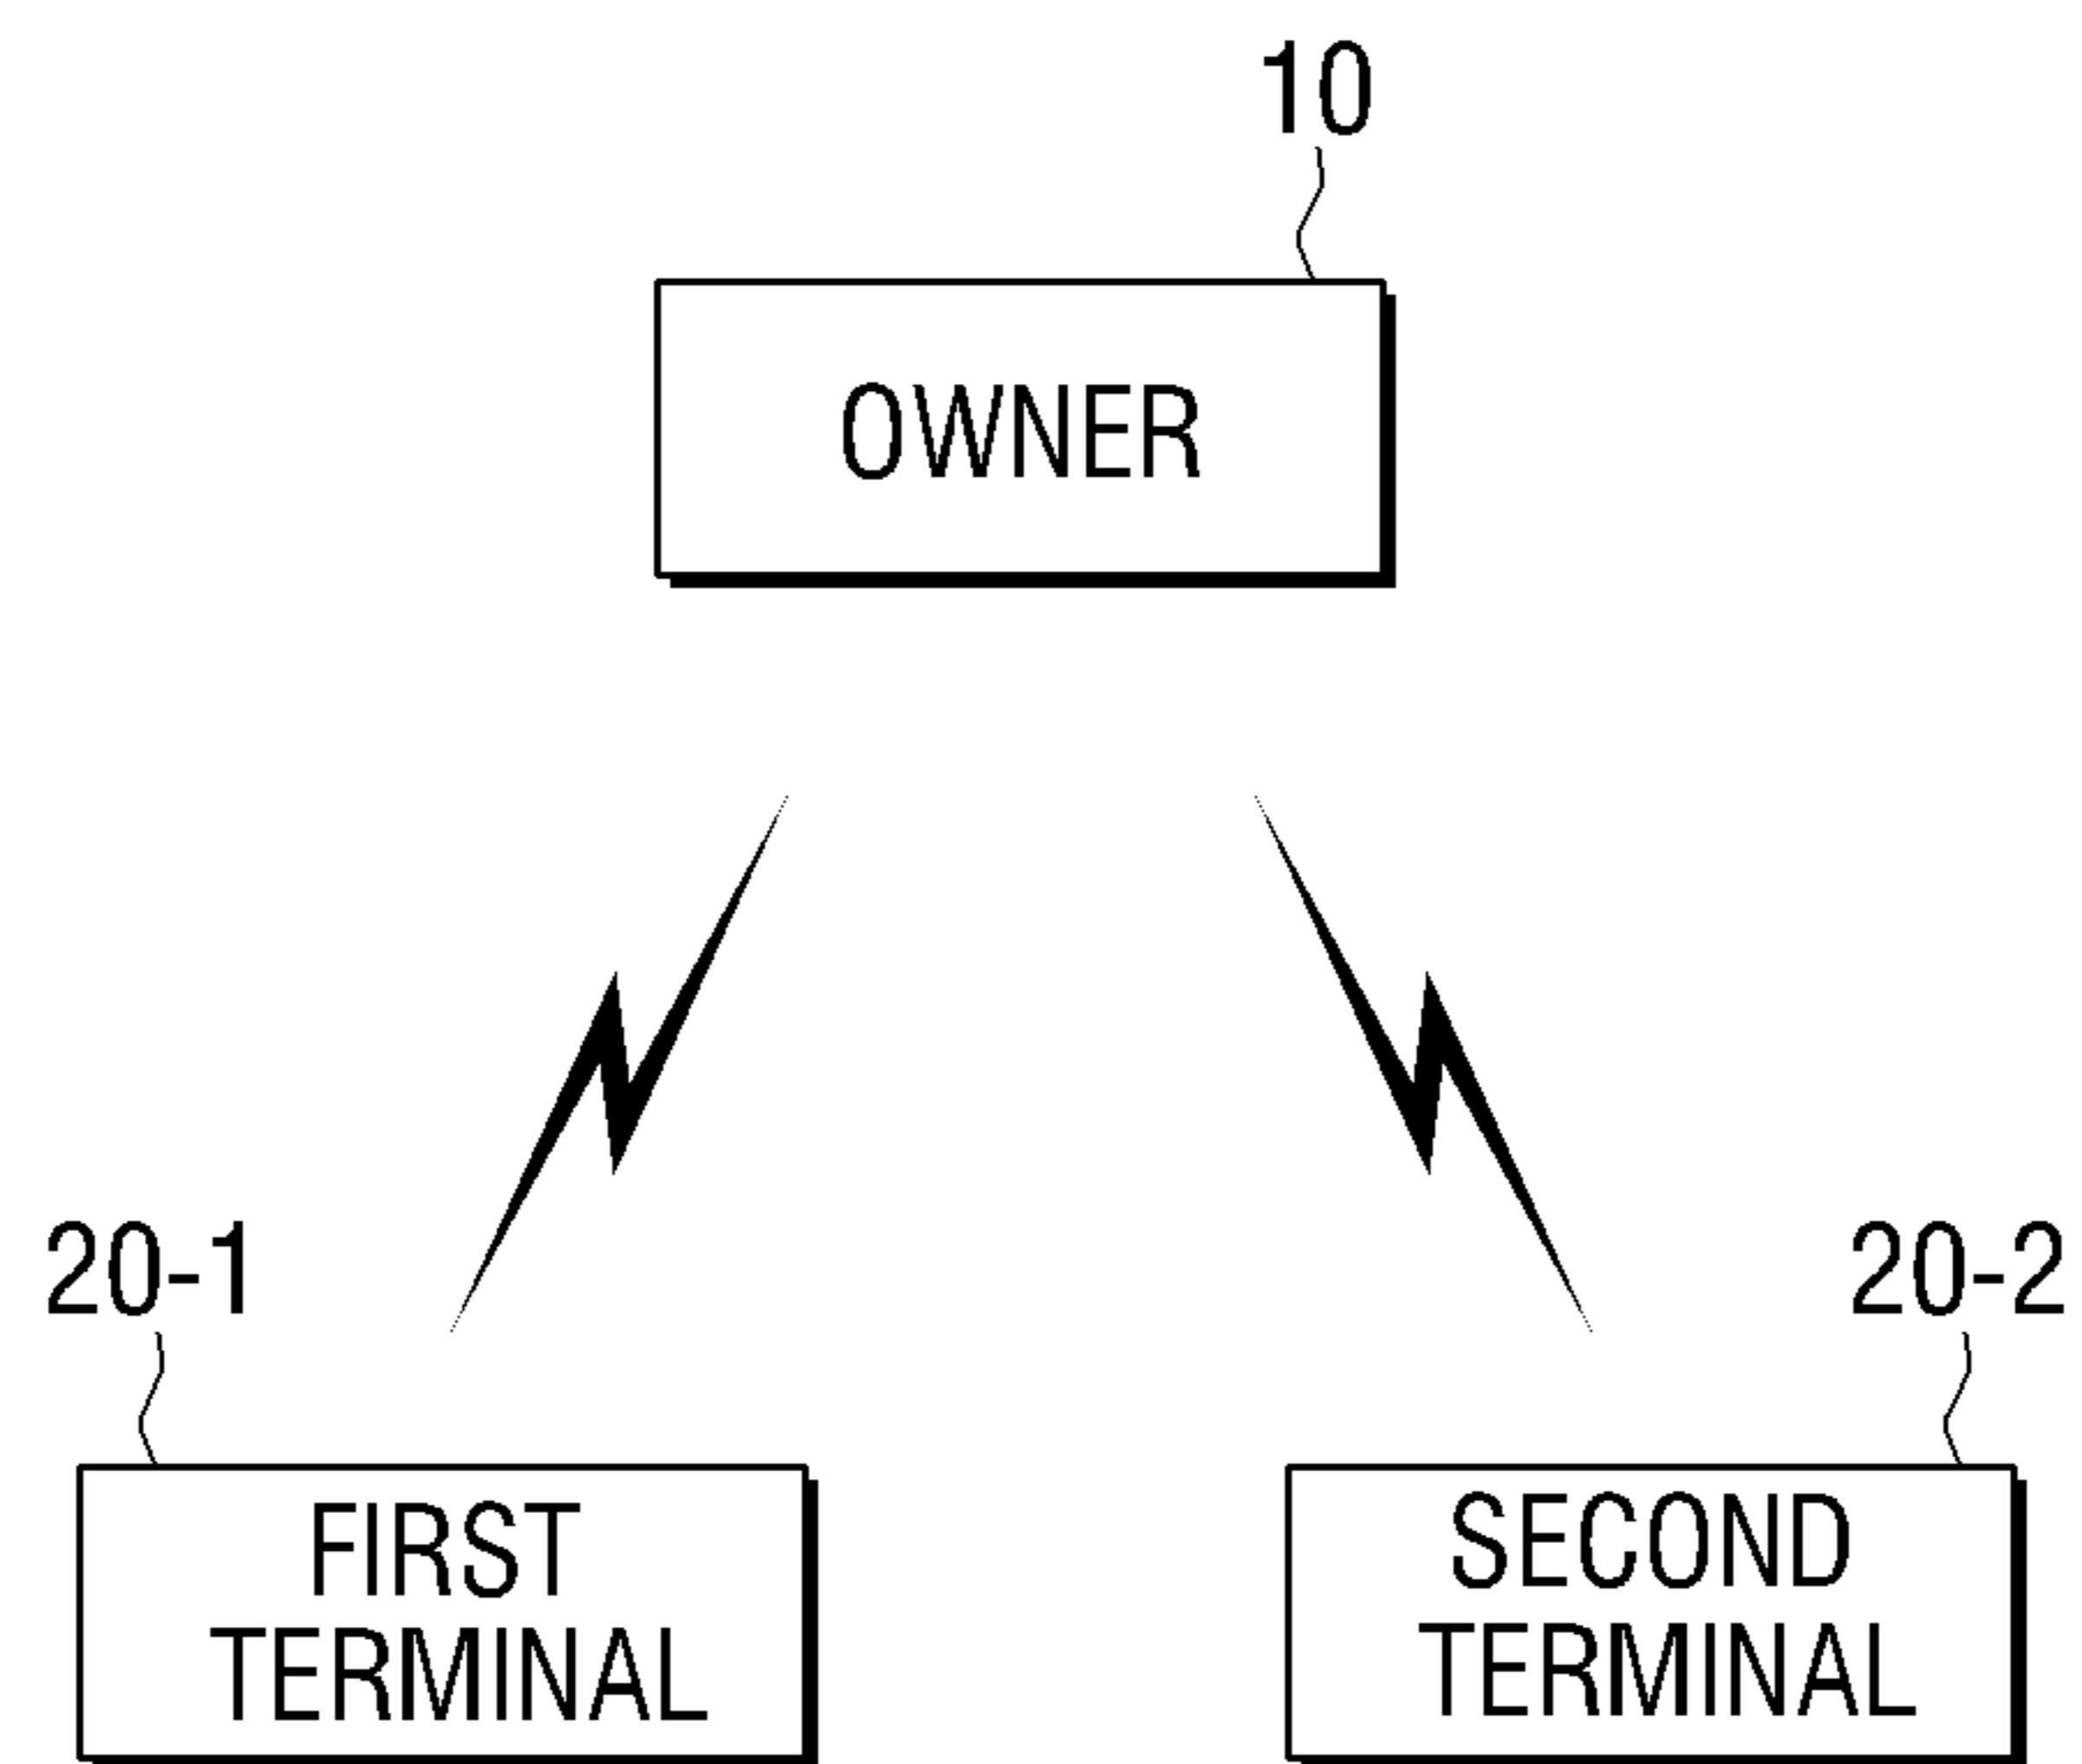 10
OWNER
20-1
20-2
FIRST
TERMINAL
SECOND
TERMINAL